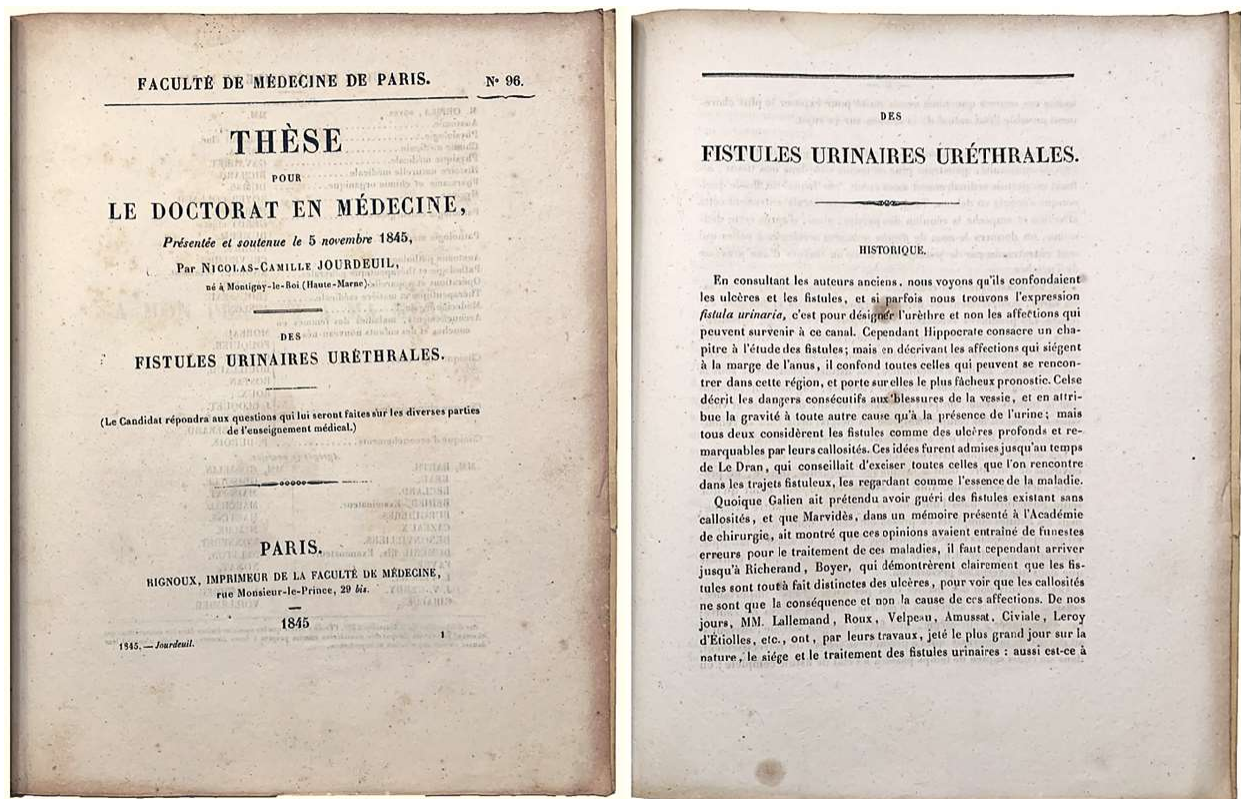 FACULTÉ DE MÉDECINE DE PARIS. N° 96.
THÈSE
POUR
LE DOCTORAT EN MÉDECINE,
Présentée et soutenue le 5 novembre 1845,
Par NICOLAS-CAMILLE JOURDEUIL,
né à Montigny-le-Roi (Haute-Marne).
DES
FISTULES URINAIRES URÉTHRALES.
(Le Candidat répondra aux questions qui lui seront faites sur les diverses parties
de l'enseignement médical.)
PARIS.
RIGNOUX, IMPRIMEUR DE LA FACULTÉ DE MÉDECINE,
rue Monsieur-le-Prince, 29 bis.
1845
1845. — Jourdeuil.
1
DES
FISTULES URINAIRES URÉTHRALES.
HISTORIQUE.
En consultant les auteurs anciens, nous voyons qu'ils confondaient
les ulcères et les fistules, et si parfois nous trouvons l'expression
fistula urinaria, c'est pour désigner l'urèthre et non les affections qui
peuvent survenir à ce canal. Cependant Hippocrate consacre un cha-
pitre à l'étude des fistules; mais en décrivant les affections qui siégent
à la marge de l'anus, il confond toutes celles qui peuvent se rencon-
trer dans cette région, et porte sur elles le plus fâcheux pronostic. Celse
décrit les dangers consécutifs aux blessures de la vessie, et en attri-
bue la gravité à toute autre cause qu'à la présence de l'urine; mais
tous deux considèrent les fistules comme des ulcères profonds et re-
marquables par leurs callosités. Ces idées furent admises jusqu'au temps
de Le Dran, qui conseillait d'exciser toutes celles que l'on rencontre
dans les trajets fistuleux, les regardant comme l'essence de la maladie.
Quoique Galien ait prétendu avoir guéri des fistules existant sans
callosités, et que Marvidès, dans un mémoire présenté à l'Académie
de chirurgie, ait montré que ces opinions avaient entraîné de funestes
erreurs pour le traitement de ces maladies, il faut cependant arriver
jusqu'à Richerand, Boyer, qui démontrèrent clairement que les fis-
tules sont tout à fait distinctes des ulcères, pour voir que les callosités
ne sont que la conséquence et non la cause de ces affections. De nos
jours, MM. Lallemand, Roux, Velpeau, Amussat, Civiale, Leroy
d'Étiolles, etc., ont, par leurs travaux, jeté le plus grand jour sur la
nature, le siége et le traitement des fistules urinaires : aussi est-ce à